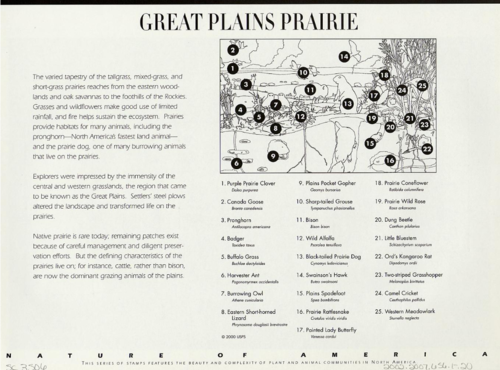 GREAT PLAINS PRAIRIE
The varied tapestry of the tallgrass, mixed-grass, and
short-grass prairies reaches from the eastern wood-
lands and oak savannas to the foothills of the Rockies.
Grasses and wildflowers make good use of limited
rainfall, and fire helps sustain the ecosystem. Prairies
provide habitats for many animals, including the
pronghorn—North America's fastest land animal—
and the prairie dog, one of many burrowing animals
that live on the prairies.
Explorers were impressed by the immensity of the
central and western grasslands, the region that came
to be known as the Great Plains. Settlers' steel plows
altered the landscape and transformed life on the
prairies.
Native prairie is rare today; remaining patches exist
because of careful management and diligent preser-
vation efforts. But the defining characteristics of the
prairies live on; for instance, cattle, rather than bison,
are now the dominant grazing animals of the plains.
2
14
1
10
18
3
11
24
25
17
4
7
13
5
12
19
21
23
8
20
22
6
9
15
16
1. Purple Prairie Clover
Dalea purpurea
2. Canada Goose
Branta canadensis
3. Pronghorn
Antilocapra americana
4. Badger
Taxidea taxus
5. Buffalo Grass
Buchloe dactyloides
6. Harvester Ant
Pogonomyrmex occidentalis
7. Burrowing Owl
Athene cunicularia
8. Eastern Short-horned
Lizard
Phrynosoma douglassi brevirostre
© 2000 USPS
9. Plains Pocket Gopher
Geomys bursarius
10. Sharp-tailed Grouse
Tympanuchus phasianellus
11. Bison
Bison bison
12. Wild Alfalfa
Psoralea tenuiflora
13. Black-tailed Prairie Dog
Cynomys ludovicianus
14. Swainson's Hawk
Buteo swainsoni
15. Plains Spadefoot
Spea bombifrons
16. Prairie Rattlesnake
Crotalus viridis viridis
17. Painted Lady Butterfly
Vanessa cardui
18. Prairie Coneflower
Ratibida columnifera
19. Prairie Wild Rose
Rosa arkansana
20. Dung Beetle
Canthon pilularius
21. Little Bluestem
Schizachyrium scoparium
22. Ord's Kangaroo Rat
Dipodomys ordii
23. Two-striped Grasshopper
Melanoplus bivittatus
24. Camel Cricket
Ceuthophilus pallidus
25. Western Meadowlark
Sturnella neglecta
NATURE OF AMERICA
THIS SERIES OF STAMPS FEATURES THE BEAUTY AND COMPLEXITY OF PLANT AND ANIMAL COMMUNITIES IN NORTH AMERICA
SC 3506